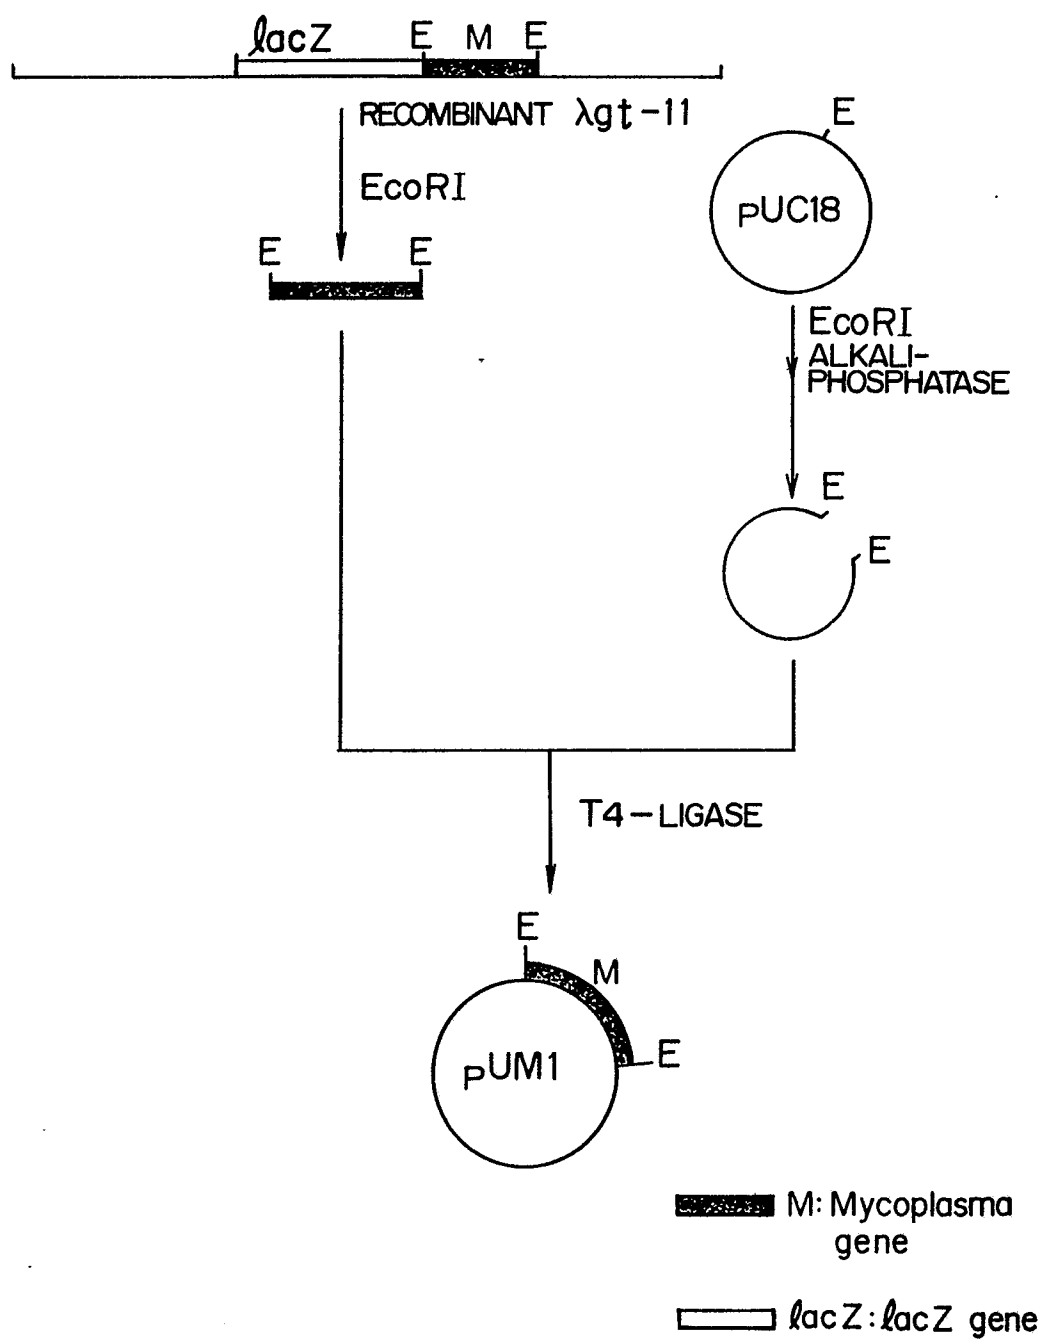 lacZ E M E
RECOMBINANT λgt-11
E
EcoRI
pUC18
E E
EcoRI
ALKALI-
PHOSPHATASE
E
E
T4-LIGASE
E
M
E
pUM1
M: Mycoplasma
gene
lacZ: lacZ gene